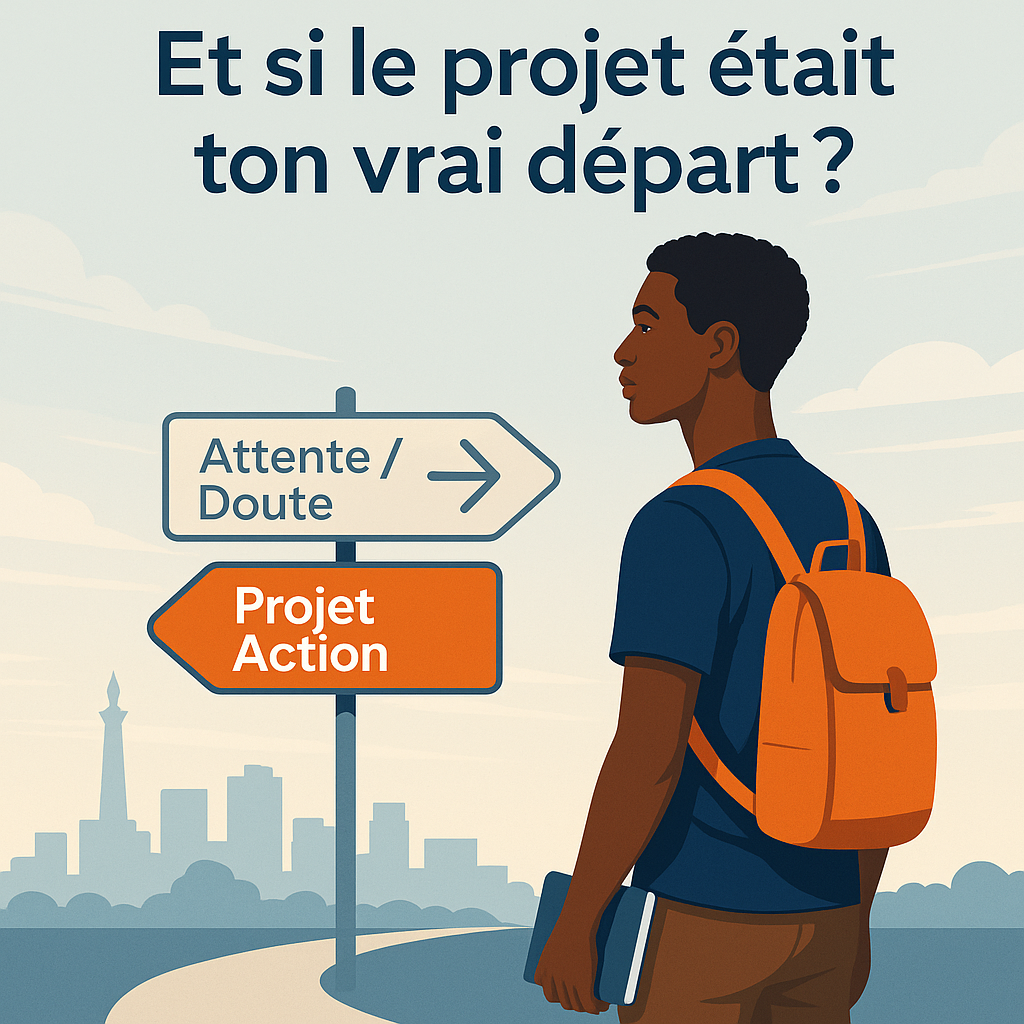 Et si le projet était
ton vrai départ ?
Attente /
Doute
Projet
Action